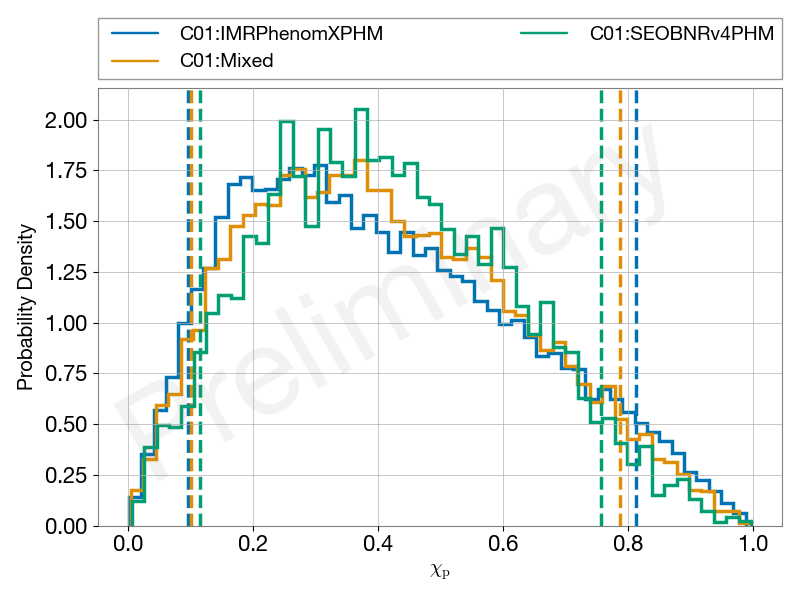 C01:IMRPhenomXPHM
C01:Mixed
C01:SEOBNRv4PHM
2.00
1.75
1.50
1.25
1.00
0.75
0.50
0.25
0.00
Probability Density
Preliminary
0.0 0.2 0.4 0.6 0.8 1.0
χp